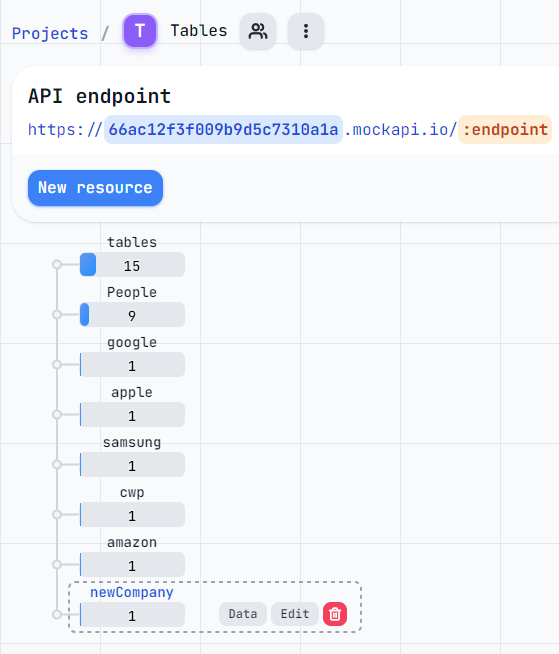 Projects / T Tables
API endpoint
https://66ac12f3f009b9d5c7310a1a.mockapi.io/:endpoint
New resource
tables
15
People
9
google
1
apple
1
samsung
1
cwp
1
amazon
1
newCompany
1 Data Edit